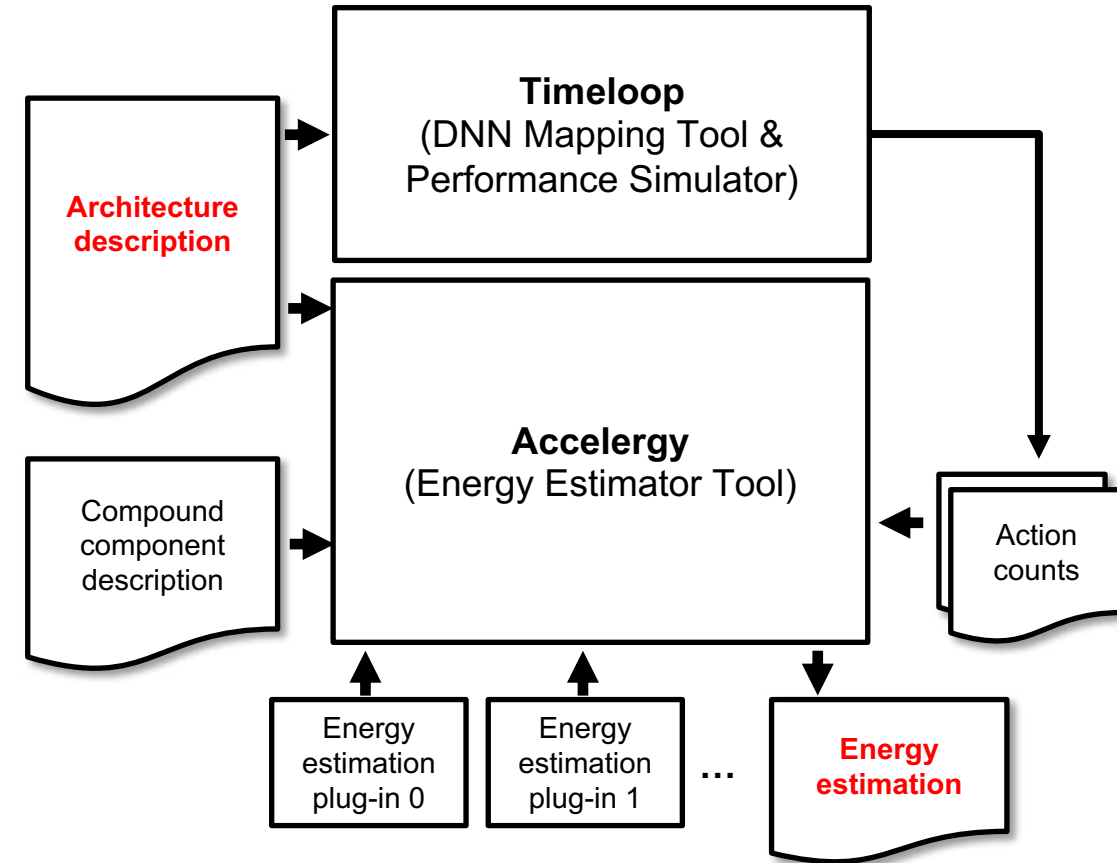 Timeloop
(DNN Mapping Tool &
Performance Simulator)
Architecture
description
Accelergy
(Energy Estimator Tool)
Compound
component
description
Action
counts
Energy
estimation
plug-in 0
Energy
estimation
plug-in 1
...
Energy
estimation